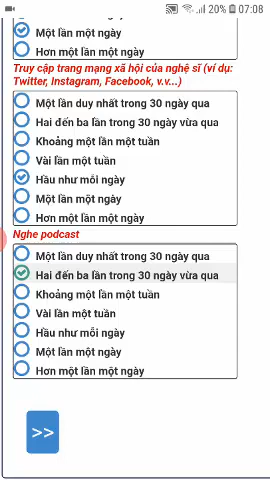 20% 07:08
Một lần một ngày
Hơn một lần một ngày
Truy cập trang mạng xã hội của nghệ sĩ (ví dụ:
Twitter, Instagram, Facebook, v.v...)
Một lần duy nhất trong 30 ngày qua
Hai đến ba lần trong 30 ngày vừa qua
Khoảng một lần một tuần
Vài lần một tuần
Hầu như mỗi ngày
Một lần một ngày
Hơn một lần một ngày
Nghe podcast
Một lần duy nhất trong 30 ngày qua
Hai đến ba lần trong 30 ngày vừa qua
Khoảng một lần một tuần
Vài lần một tuần
Hầu như mỗi ngày
Một lần một ngày
Hơn một lần một ngày
>>